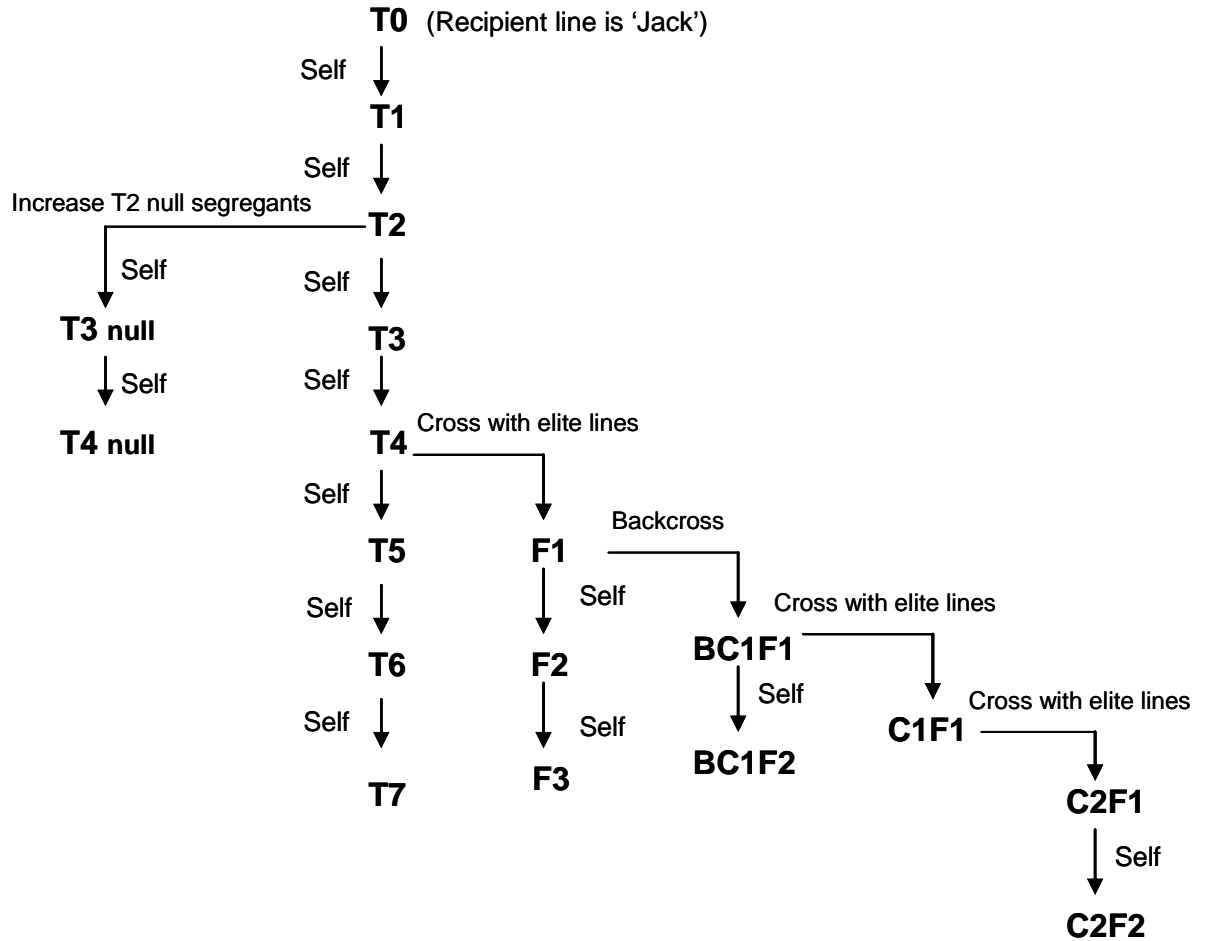 T0 (Recipient line is ‘Jack’)
Self
T1
Self
Increase T2 null segregants
T2
Self
Self
T3 null
T3
Self
Self
Cross with elite lines
T4 null
T4
Self
Backcross
T5
F1
Self
Self
Cross with elite lines
BC1F1
T6
F2
Self
Cross with elite lines
Self
Self
C1F1
BC1F2
F3
T7
C2F1
Self
C2F2